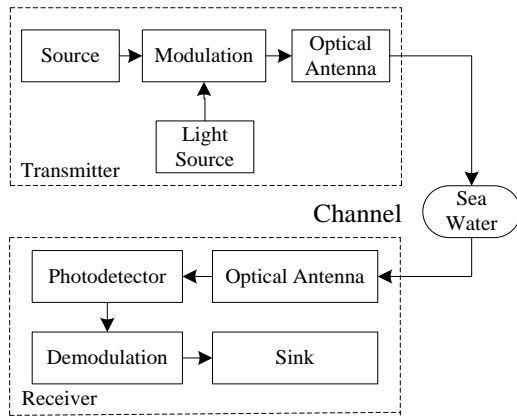 Source
Modulation
Optical
Antenna
Light
Source
Transmitter
Sea
Water
Channel
Photodetector
Optical Antenna
Demodulation
Sink
Receiver